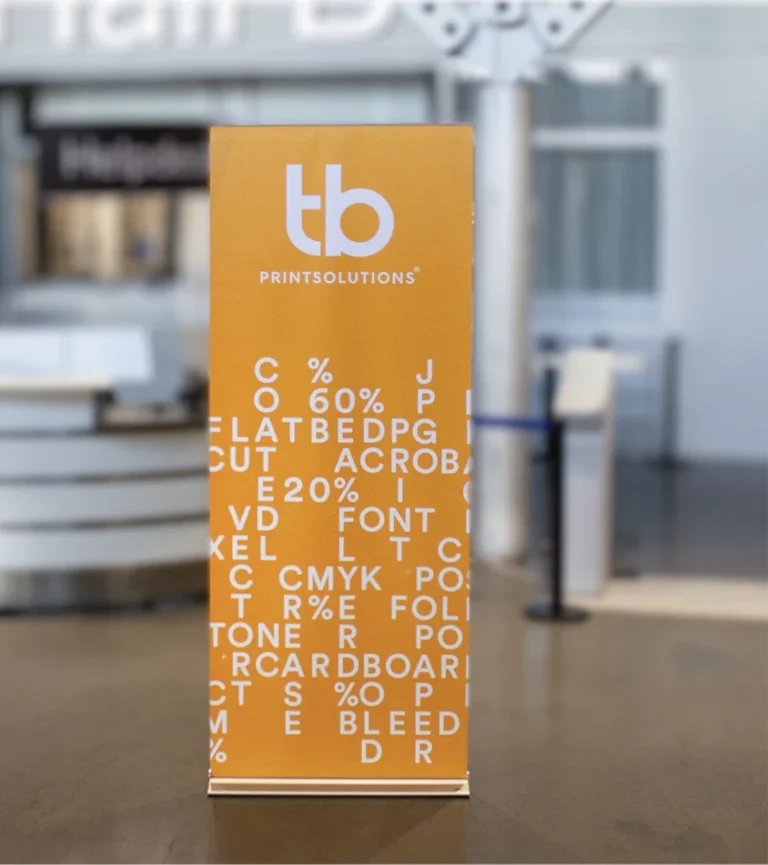 tb
PRINTSOLUTIONS®
C % J
O 60% P
FLATBEDPG
CUT ACROBA
E20% I
VD FONT
XEL L T C
C CMYK POS
T R%E FOLI
TONE R PO
RCARDBOAR
CT S %O P
M E BLEED
% D R